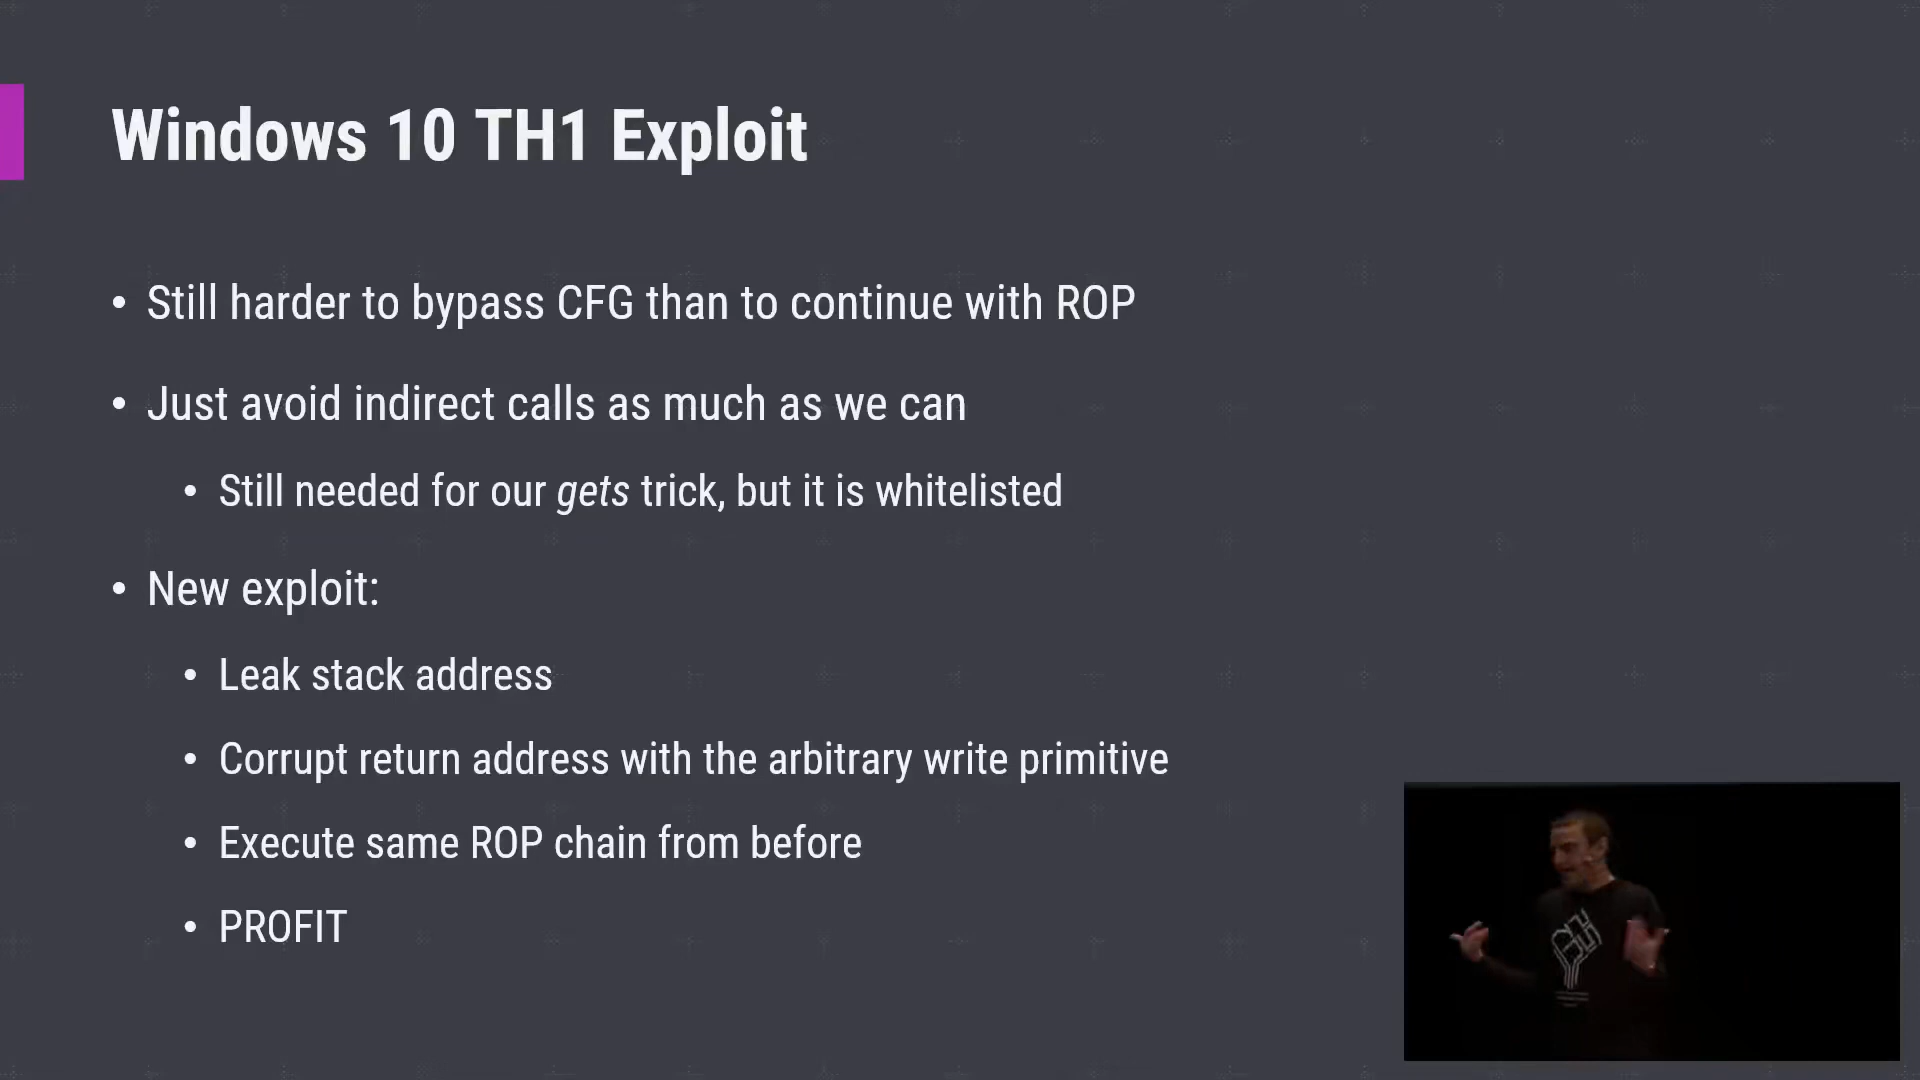 Windows 10 TH1 Exploit
• Still harder to bypass CFG than to continue with ROP
• Just avoid indirect calls as much as we can
• Still needed for our gets trick, but it is whitelisted
• New exploit:
• Leak stack address
• Corrupt return address with the arbitrary write primitive
• Execute same ROP chain from before
• PROFIT